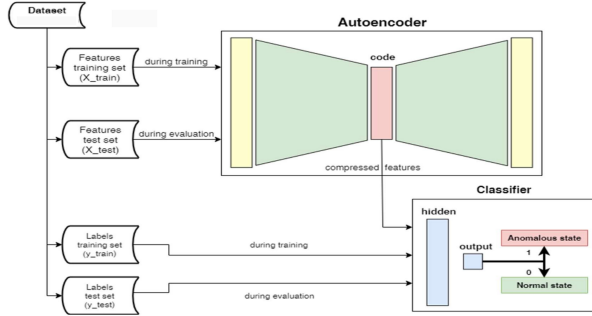 Dataset
Autoencoder
Features
training set
(X_train)
during training
code
Features
test set
(X_test)
during evaluation
compressed features
Classifier
hidden
Labels
training set
(y_train)
during training
output
Anomalous state
1
0
Normal state
Labels
test set
(y_test)
during evaluation